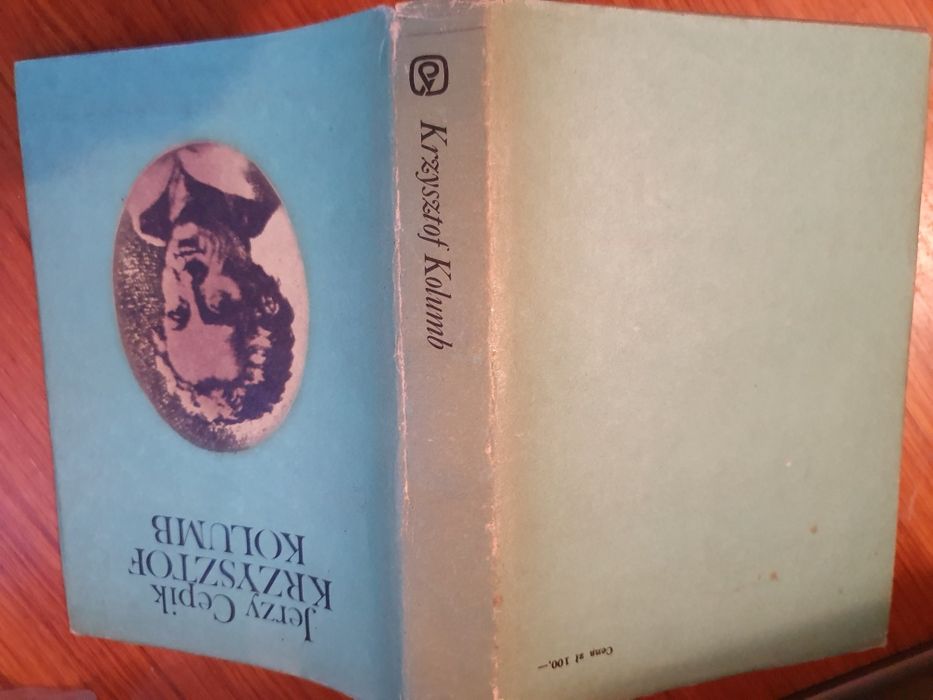 Jerzy Cepik
KRZYSZTOF
KOLUMB
Krzysztof Kolumb
Cena zł 100,—